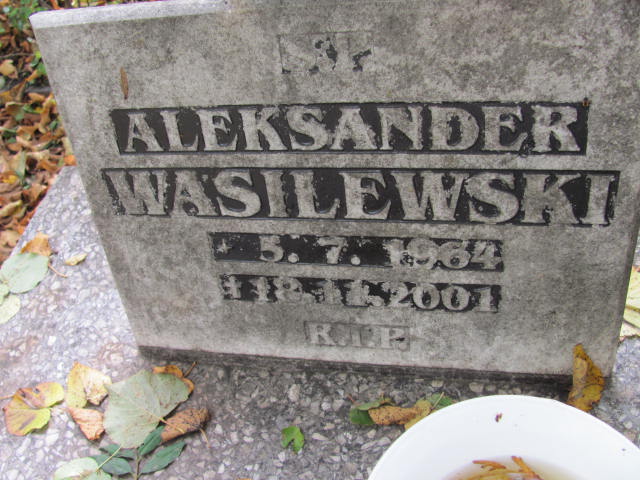 Ś.P.
ALEKSANDER
WASILEWSKI
* 5. 7. 1964
† 18.11.2001
R.I.P.